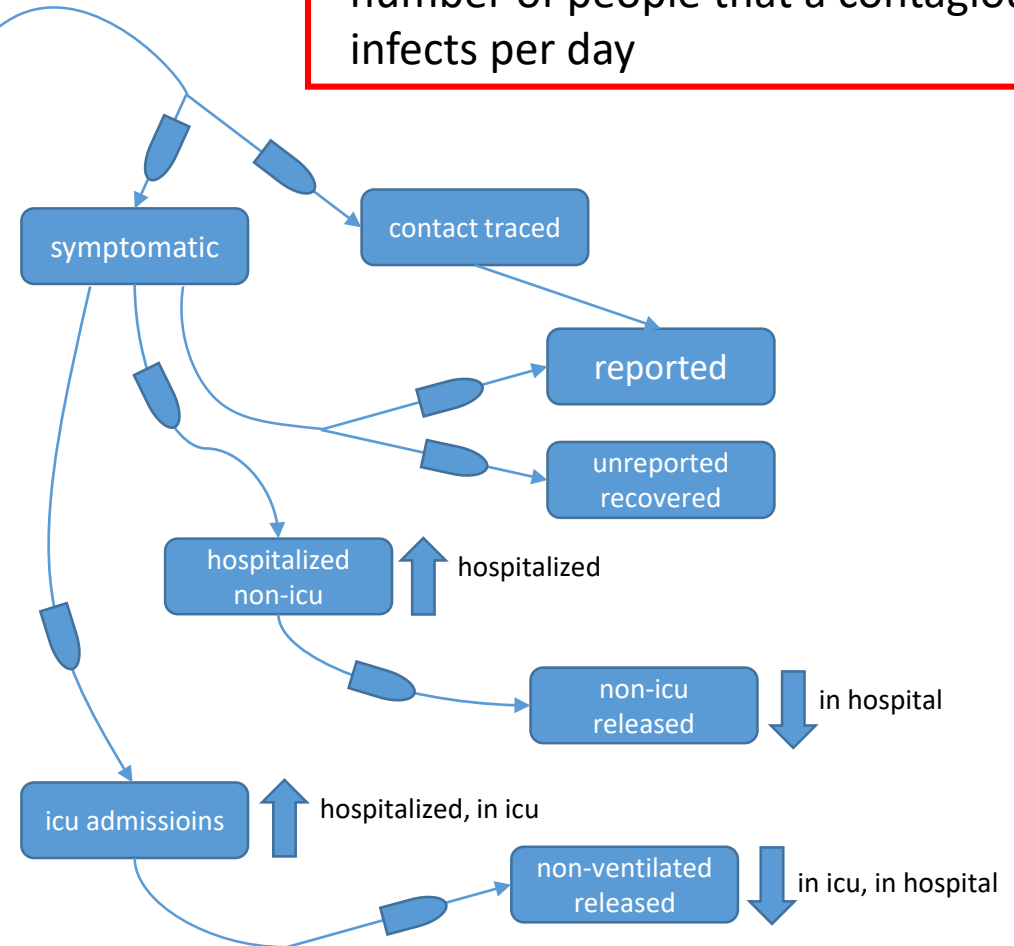 infects per day
contact traced
symptomatic
reported
unreported
recovered
hospitalized
non-icu
hospitalized
non-icu
released
in hospital
icu admissioins
hospitalized, in icu
non-ventilated
released
in icu, in hospital